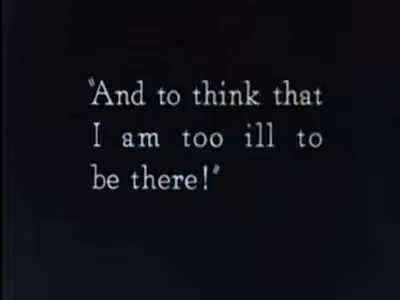 "And to think that
I am too ill to
be there!"